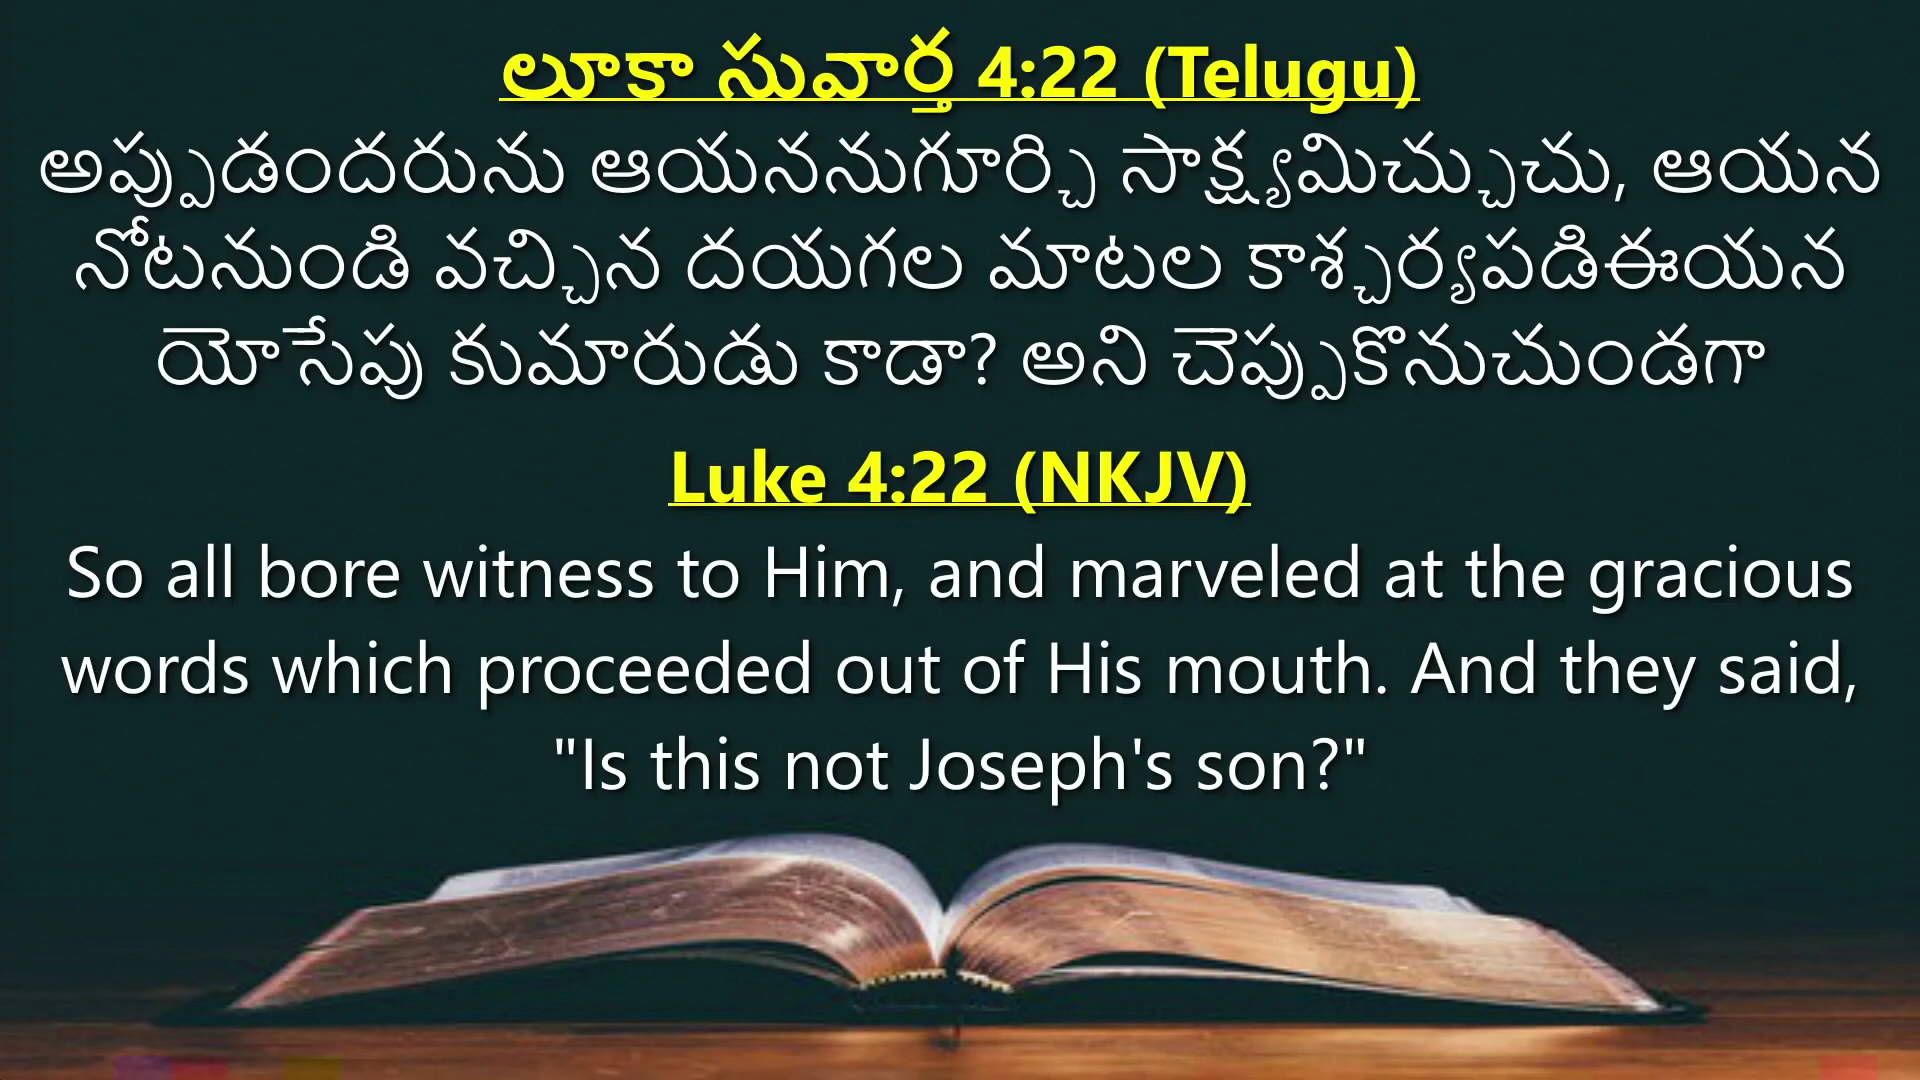 లూకా సువార్త 4:22 (Telugu)
అప్పుడందరును ఆయననుగూర్చి సాక్ష్యమిచ్చుచు, ఆయన
నోటనుండి వచ్చిన దయగల మాటల కాశ్చర్యపడిఈయన
యోసేపు కుమారుడు కాడా? అని చెప్పుకొనుచుండగా
Luke 4:22 (NKJV)
So all bore witness to Him, and marveled at the gracious
words which proceeded out of His mouth. And they said,
"Is this not Joseph's son?"